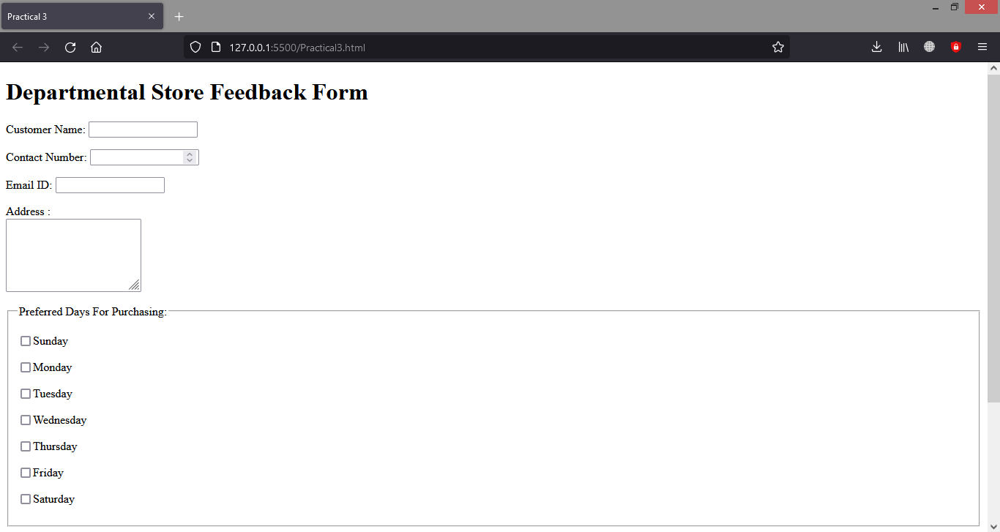 Practical 3
127.0.0.1:5500/Practical3.html
Departmental Store Feedback Form
Customer Name:
Contact Number:
Email ID:
Address :
Preferred Days For Purchasing:
Sunday
Monday
Tuesday
Wednesday
Thursday
Friday
Saturday